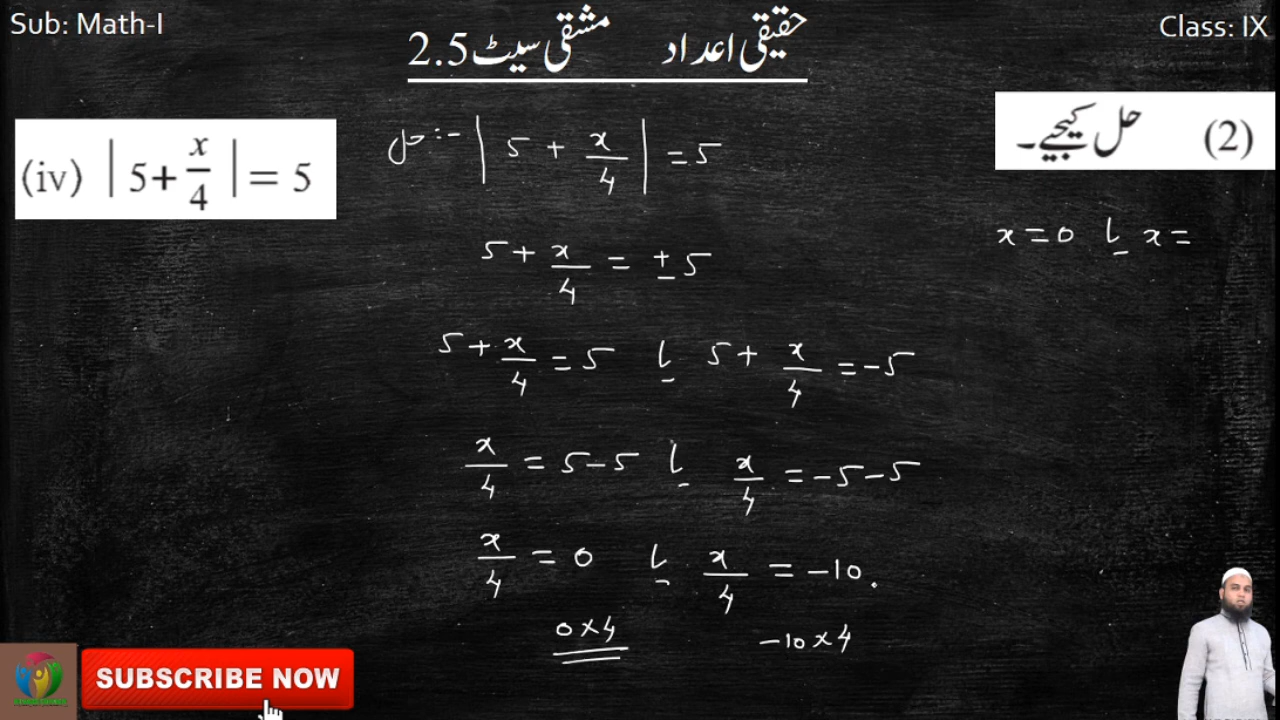 Sub: Math-I
حقیقی اعداد مشقی سیٹ 2.5
Class: IX
(2) حل کیجیے۔
(iv) | 5+x/4 |= 5
حل :- | 5 + x/4 | = 5
5 + x/4 = ±5
5 + x/4 = 5 یا 5 + x/4 = -5
x/4 = 5-5 یا x/4 = -5-5
x/4 = 0 یا x/4 = -10.
0×4 -10×4
x = 0 یا x =
SUBSCRIBE NOW